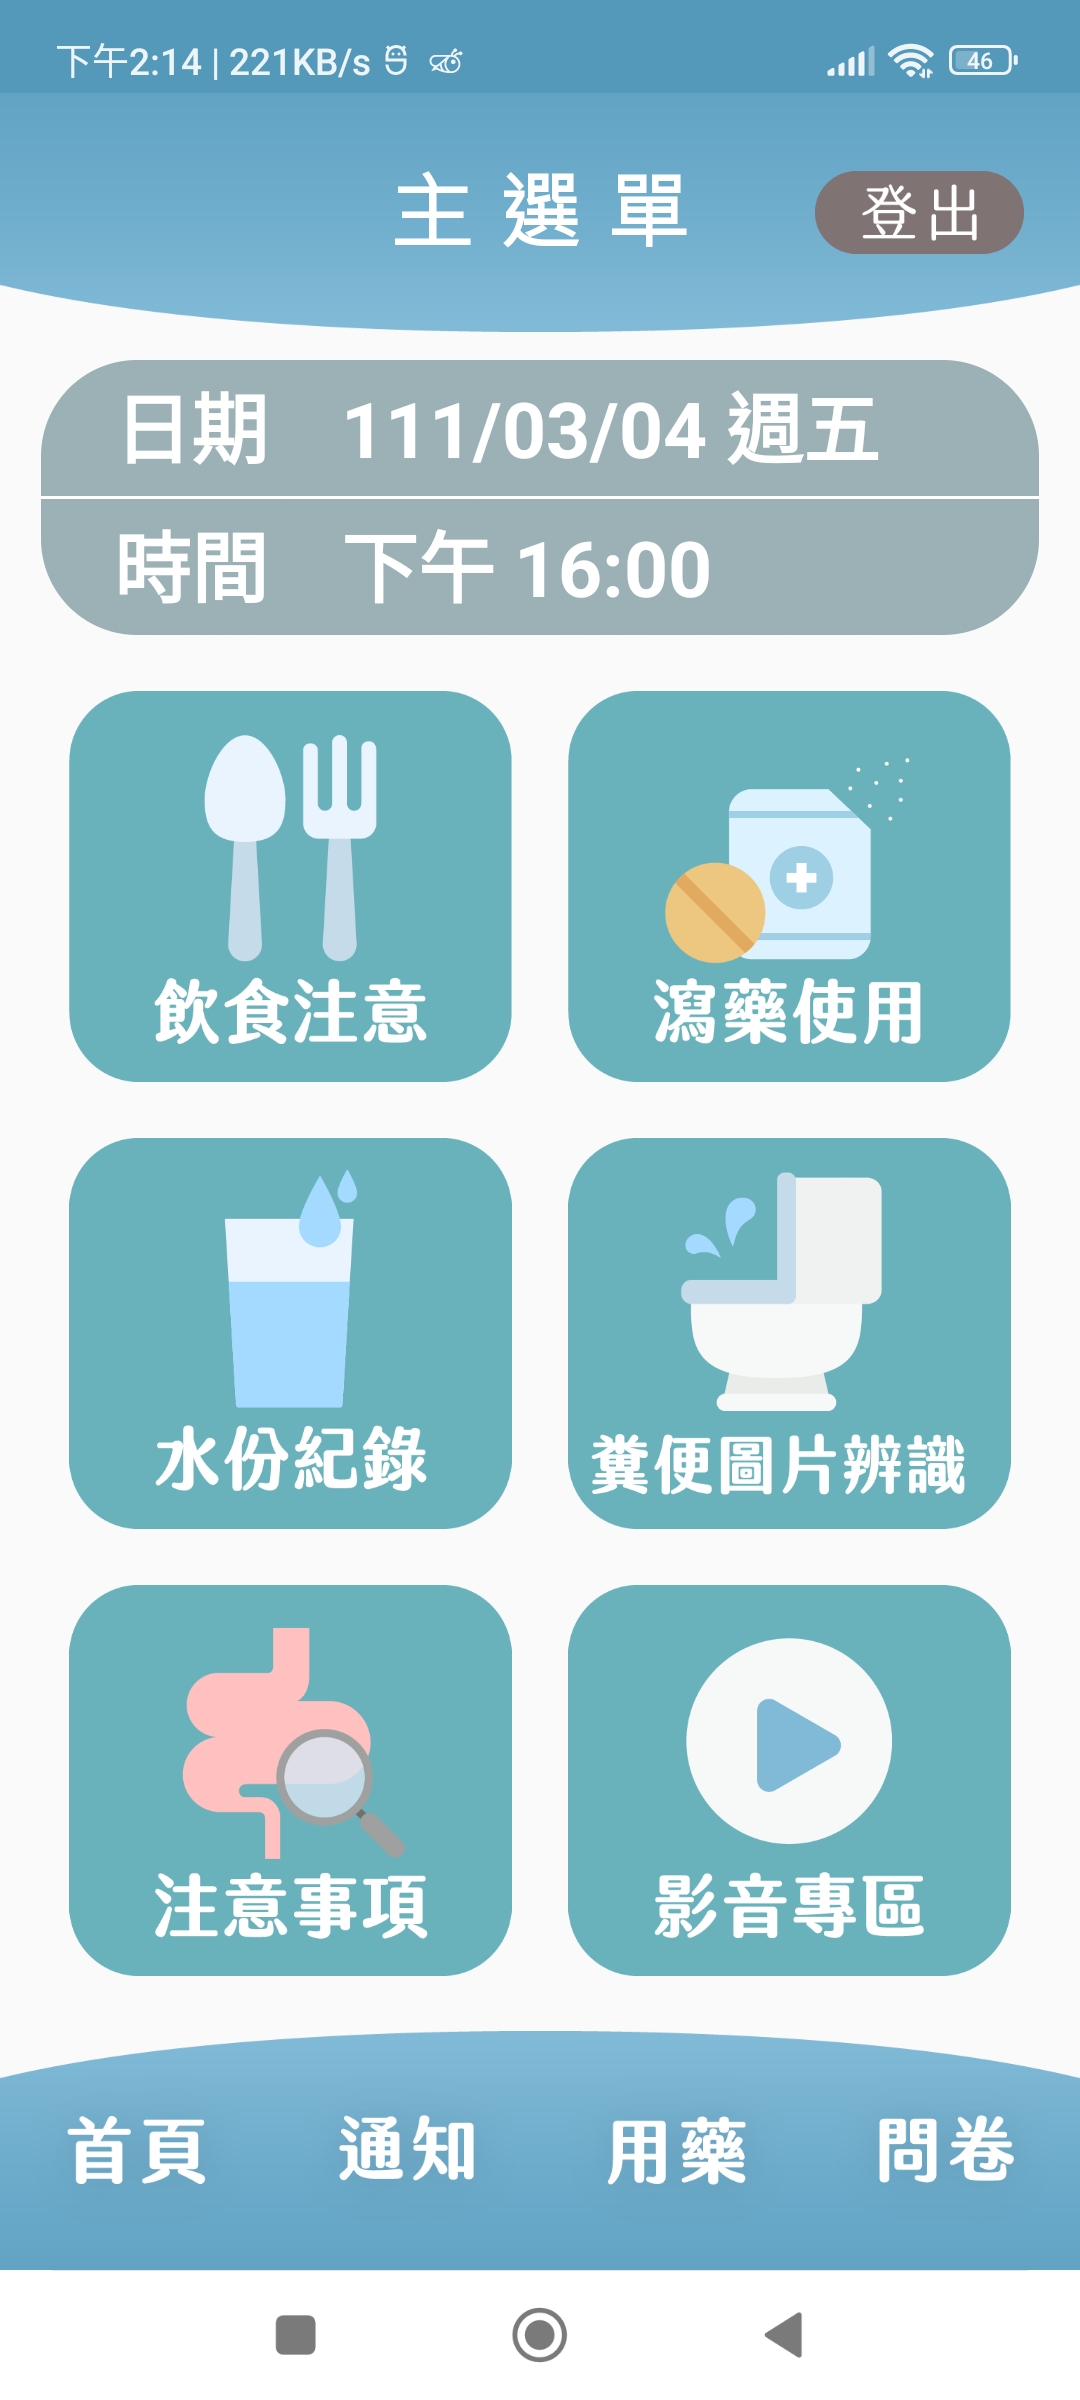 下午2:14 | 221KB/s
46
主選單
登出
日期 111/03/04 週五
時間 下午 16:00
飲食注意
瀉藥使用
水份紀錄
糞便圖片辨識
注意事項
影音專區
首頁 通知 用藥 問卷